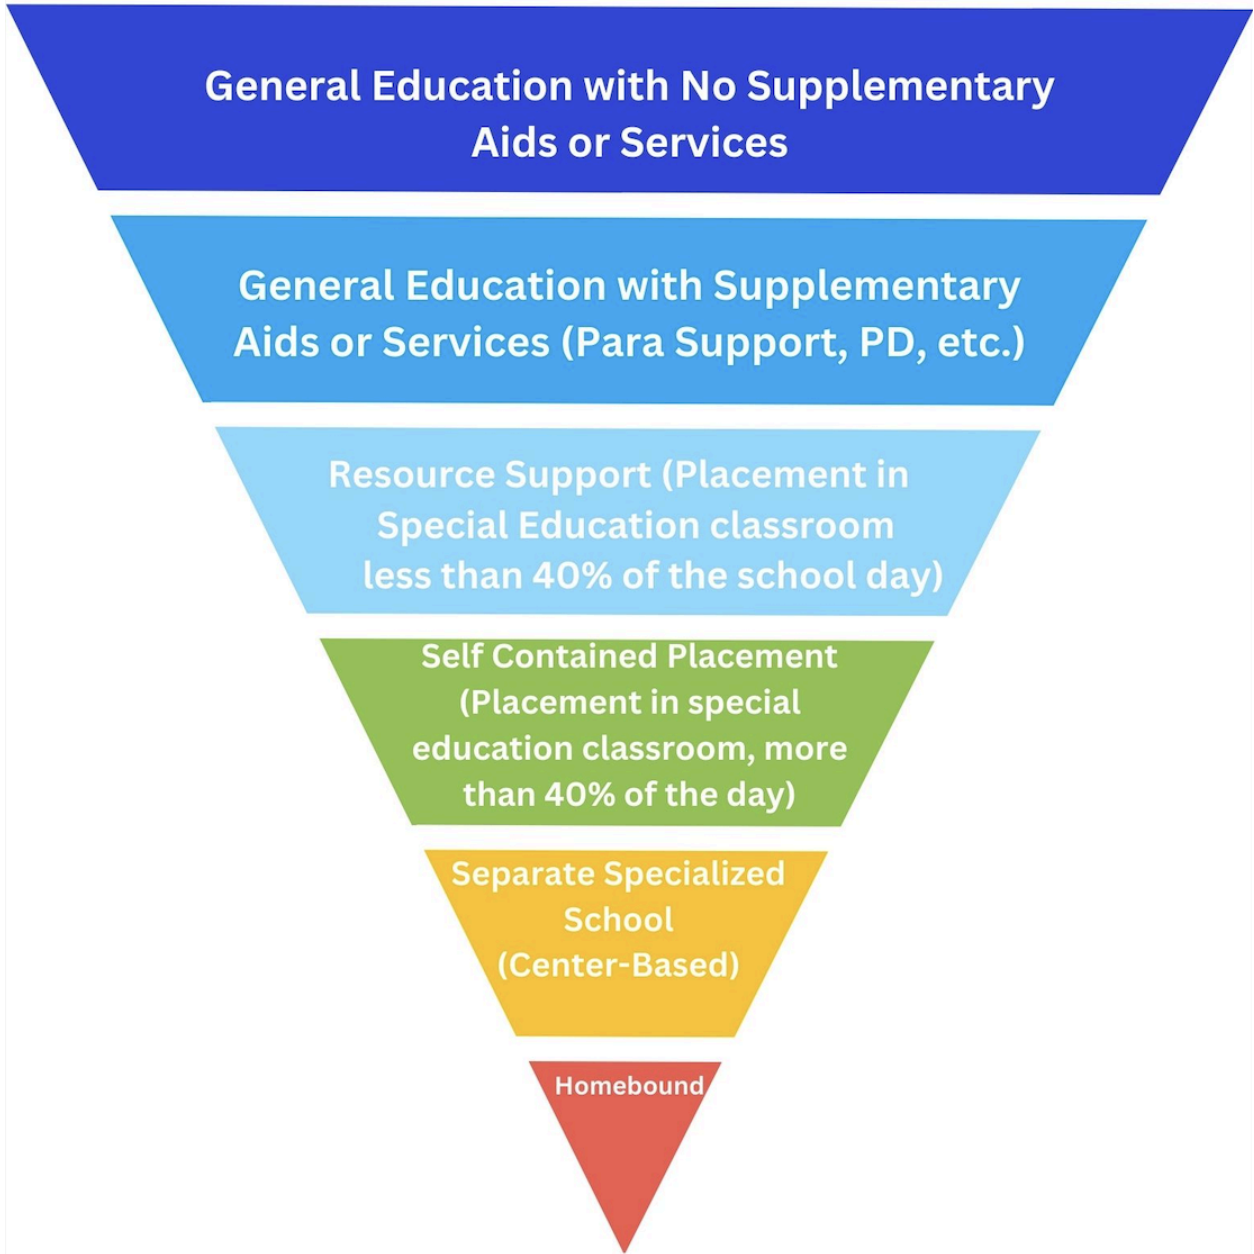 General Education with No Supplementary
Aids or Services
General Education with Supplementary
Aids or Services (Para Support, PD, etc.)
Resource Support (Placement in
Special Education classroom
less than 40% of the school day)
Self Contained Placement
(Placement in special
education classroom, more
than 40% of the day)
Separate Specialized
School
(Center-Based)
Homebound